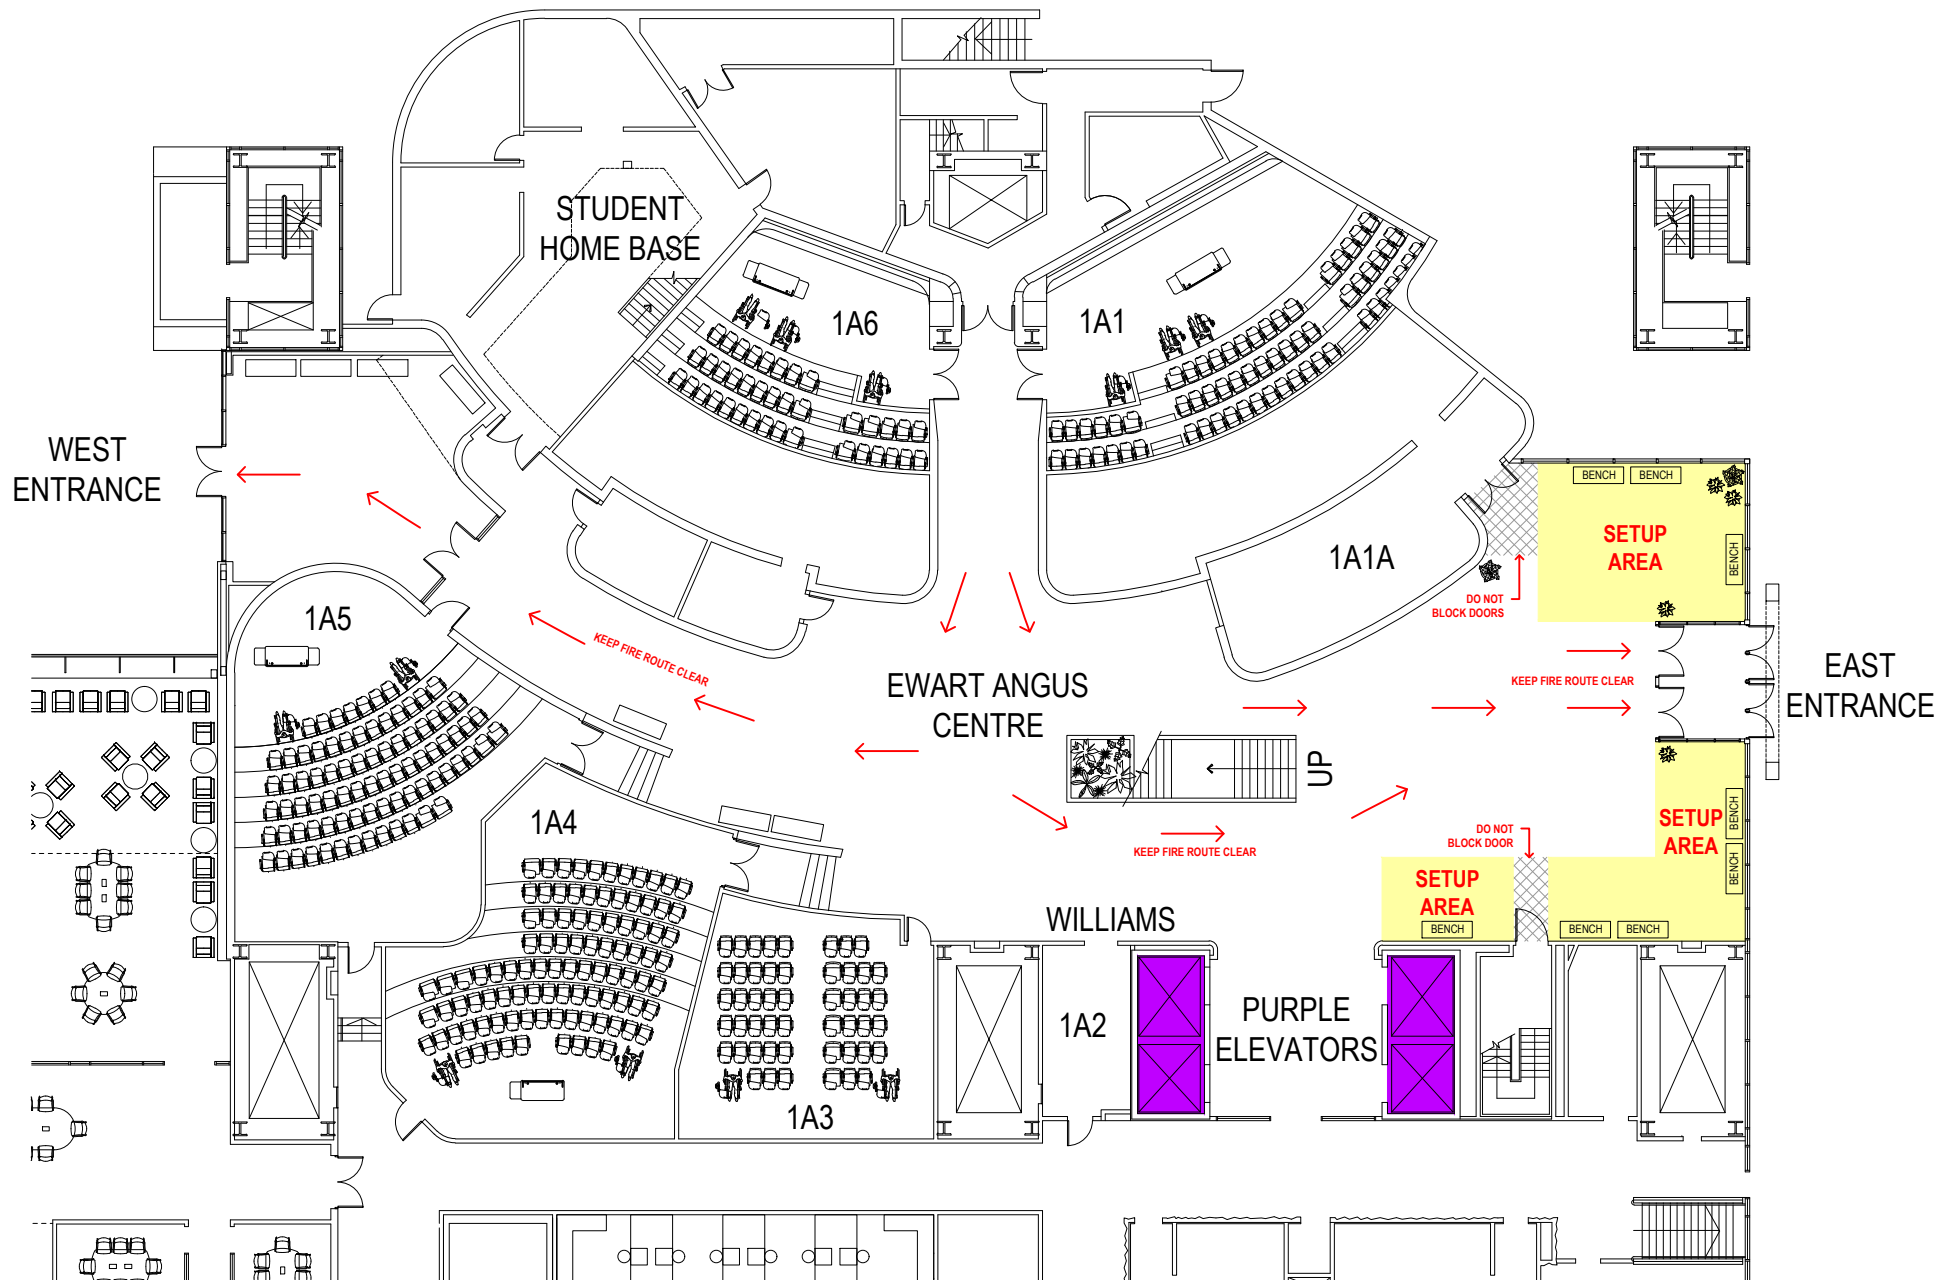 STUDENT
HOME BASE
1A6
1A1
WEST
ENTRANCE
BENCH
BENCH
SETUP
AREA
BENCH
1A1A
DO NOT
BLOCK DOORS
1A5
KEEP FIRE ROUTE CLEAR
EWART ANGUS
CENTRE
KEEP FIRE ROUTE CLEAR
EAST
ENTRANCE
UP
1A4
KEEP FIRE ROUTE CLEAR
DO NOT
BLOCK DOOR
SETUP
AREA
BENCH
BENCH
SETUP
AREA
BENCH
BENCH
BENCH
WILLIAMS
1A2
PURPLE
ELEVATORS
1A3